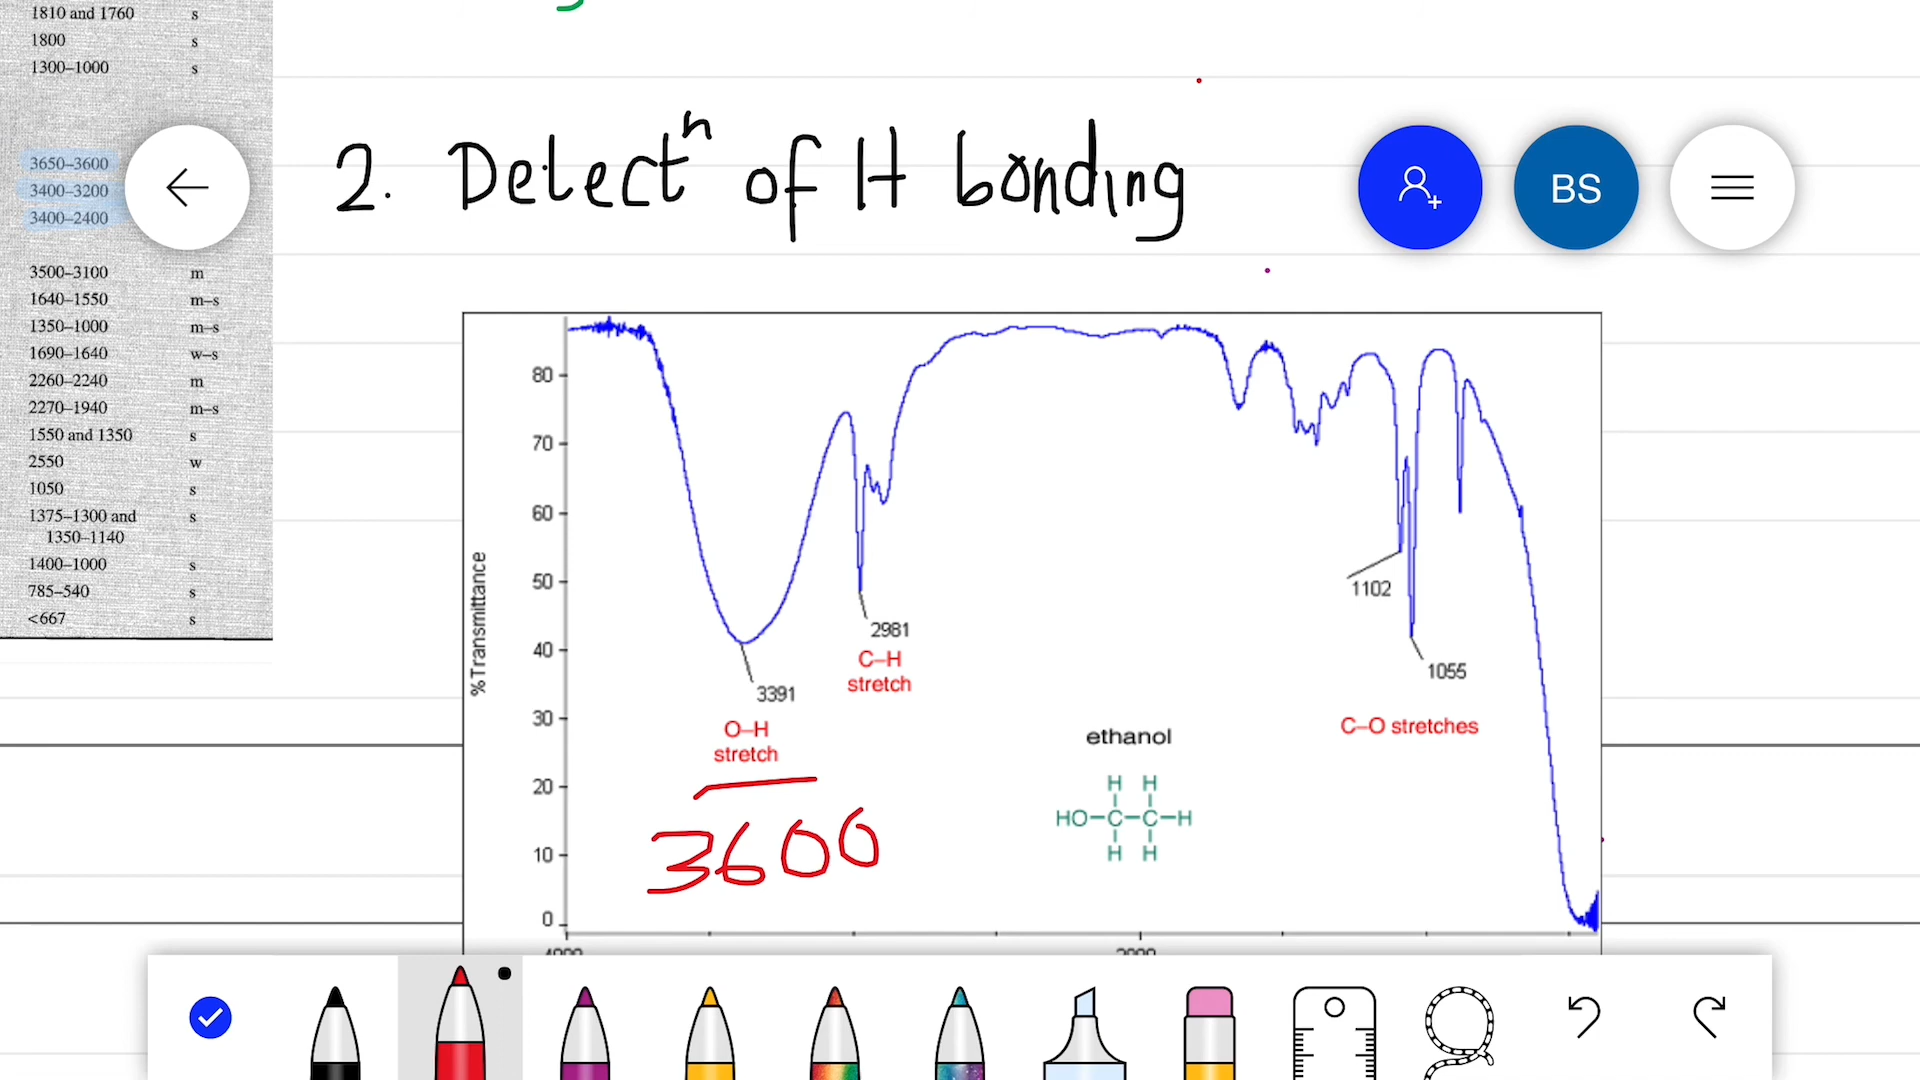 1810 and 1760 s
1800 s
1300–1000 s
3650–3600
3400–3200
3400–2400
3500–3100 m
1640–1550 m–s
1350–1000 m–s
1690–1640 w–s
2260–2240 m
2270–1940 m–s
1550 and 1350 s
2550 w
1050 s
1375–1300 and s
1350–1140
1400–1000 s
785–540 s
<667 s
2. Detectⁿ of H bonding
BS
%Transmittance
80
70
60
50
40
30
20
10
0
3391
O–H
stretch
3600
2981
C–H
stretch
1102
1055
C–O stretches
ethanol
H H
HO–C–C–H
H H